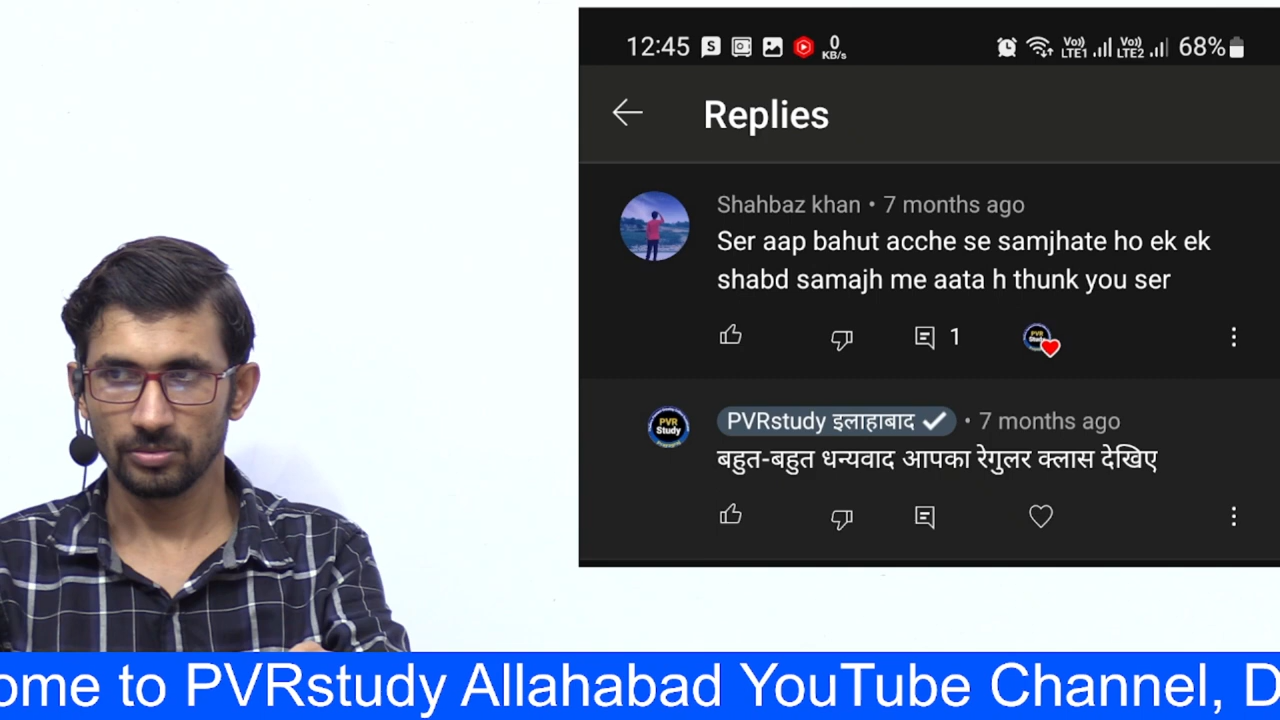 12:45 S 0 KB/s Vo) LTE1 Vo) LTE2 68%
Replies
Shahbaz khan • 7 months ago
Ser aap bahut acche se samjhate ho ek ek
shabd samajh me aata h thunk you ser
1
PVR Study
PVRstudy इलाहाबाद • 7 months ago
बहुत-बहुत धन्यवाद आपका रेगुलर क्लास देखिए
ome to PVRstudy Allahabad YouTube Channel, D